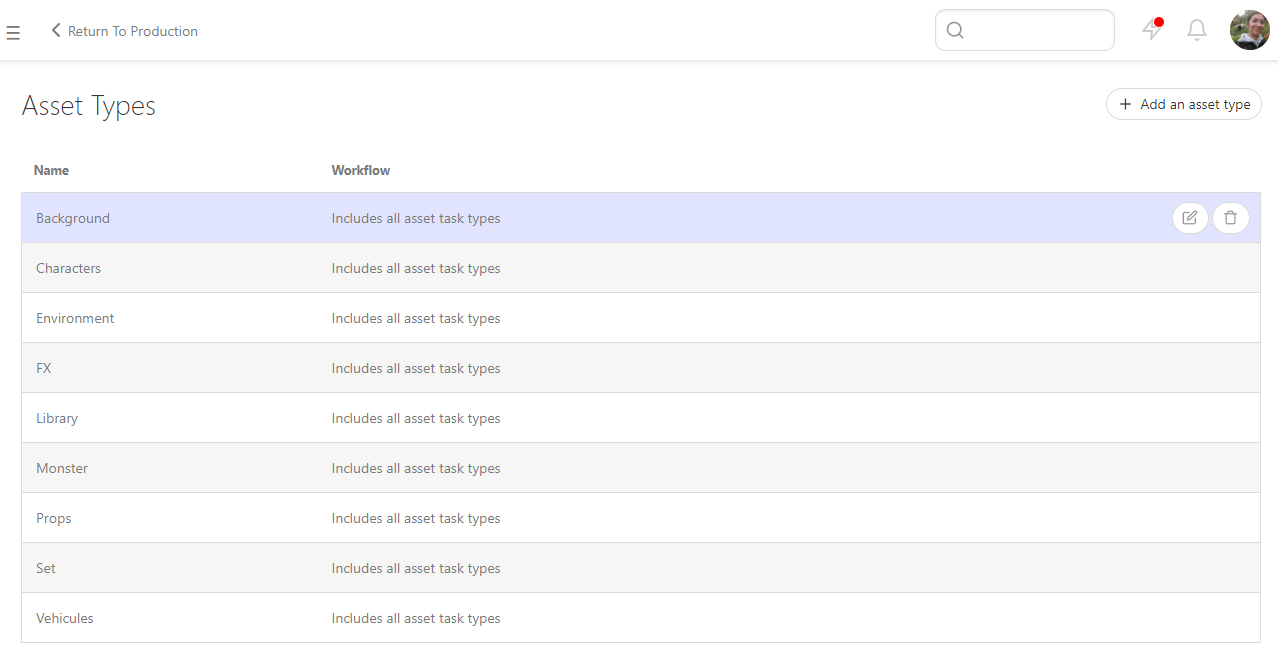 Return To Production
Asset Types
Add an asset type
Name Workflow
Background Includes all asset task types
Characters Includes all asset task types
Environment Includes all asset task types
FX Includes all asset task types
Library Includes all asset task types
Monster Includes all asset task types
Props Includes all asset task types
Set Includes all asset task types
Vehicules Includes all asset task types